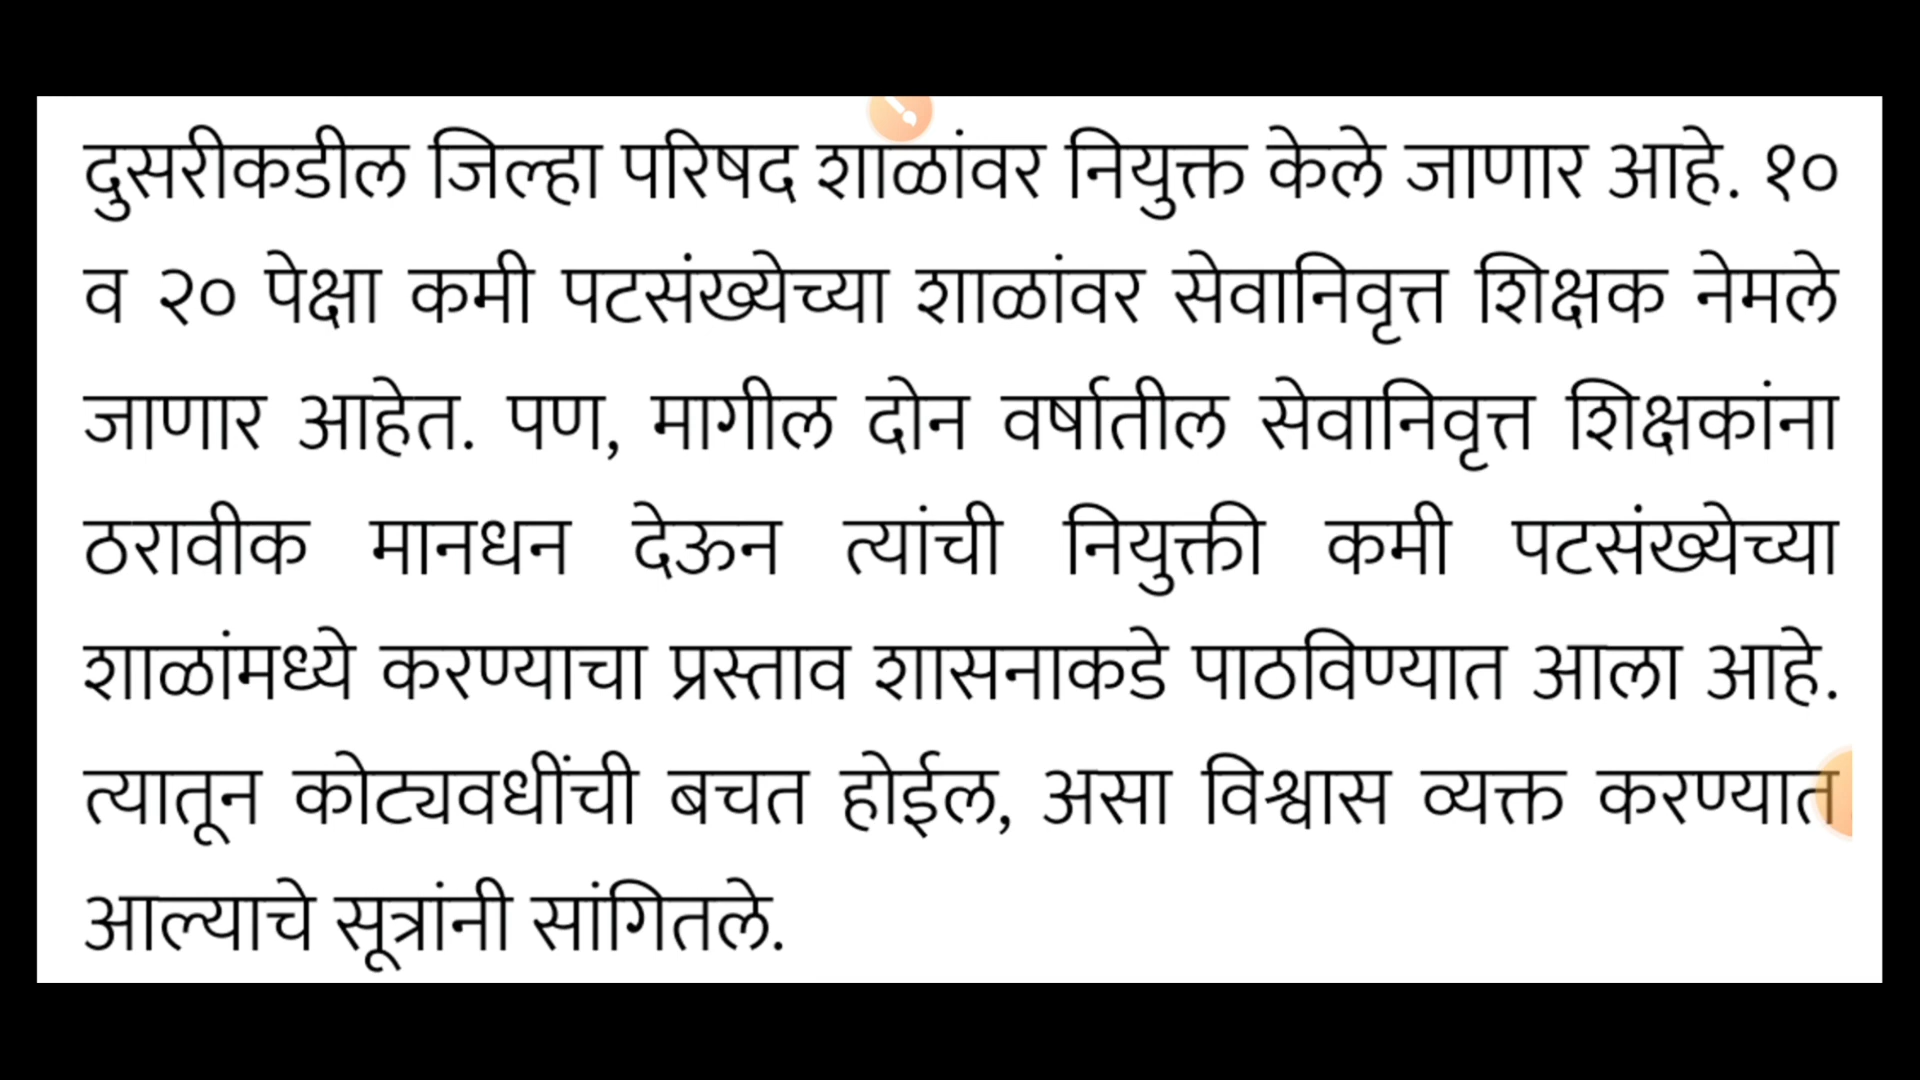 दुसरीकडील जिल्हा परिषद शाळांवर नियुक्त केले जाणार आहे. १०
व २० पेक्षा कमी पटसंख्येच्या शाळांवर सेवानिवृत्त शिक्षक नेमले
जाणार आहेत. पण, मागील दोन वर्षातील सेवानिवृत्त शिक्षकांना
ठरावीक मानधन देऊन त्यांची नियुक्ती कमी पटसंख्येच्या
शाळांमध्ये करण्याचा प्रस्ताव शासनाकडे पाठविण्यात आला आहे.
त्यातून कोट्यवधींची बचत होईल, असा विश्वास व्यक्त करण्यात
आल्याचे सूत्रांनी सांगितले.